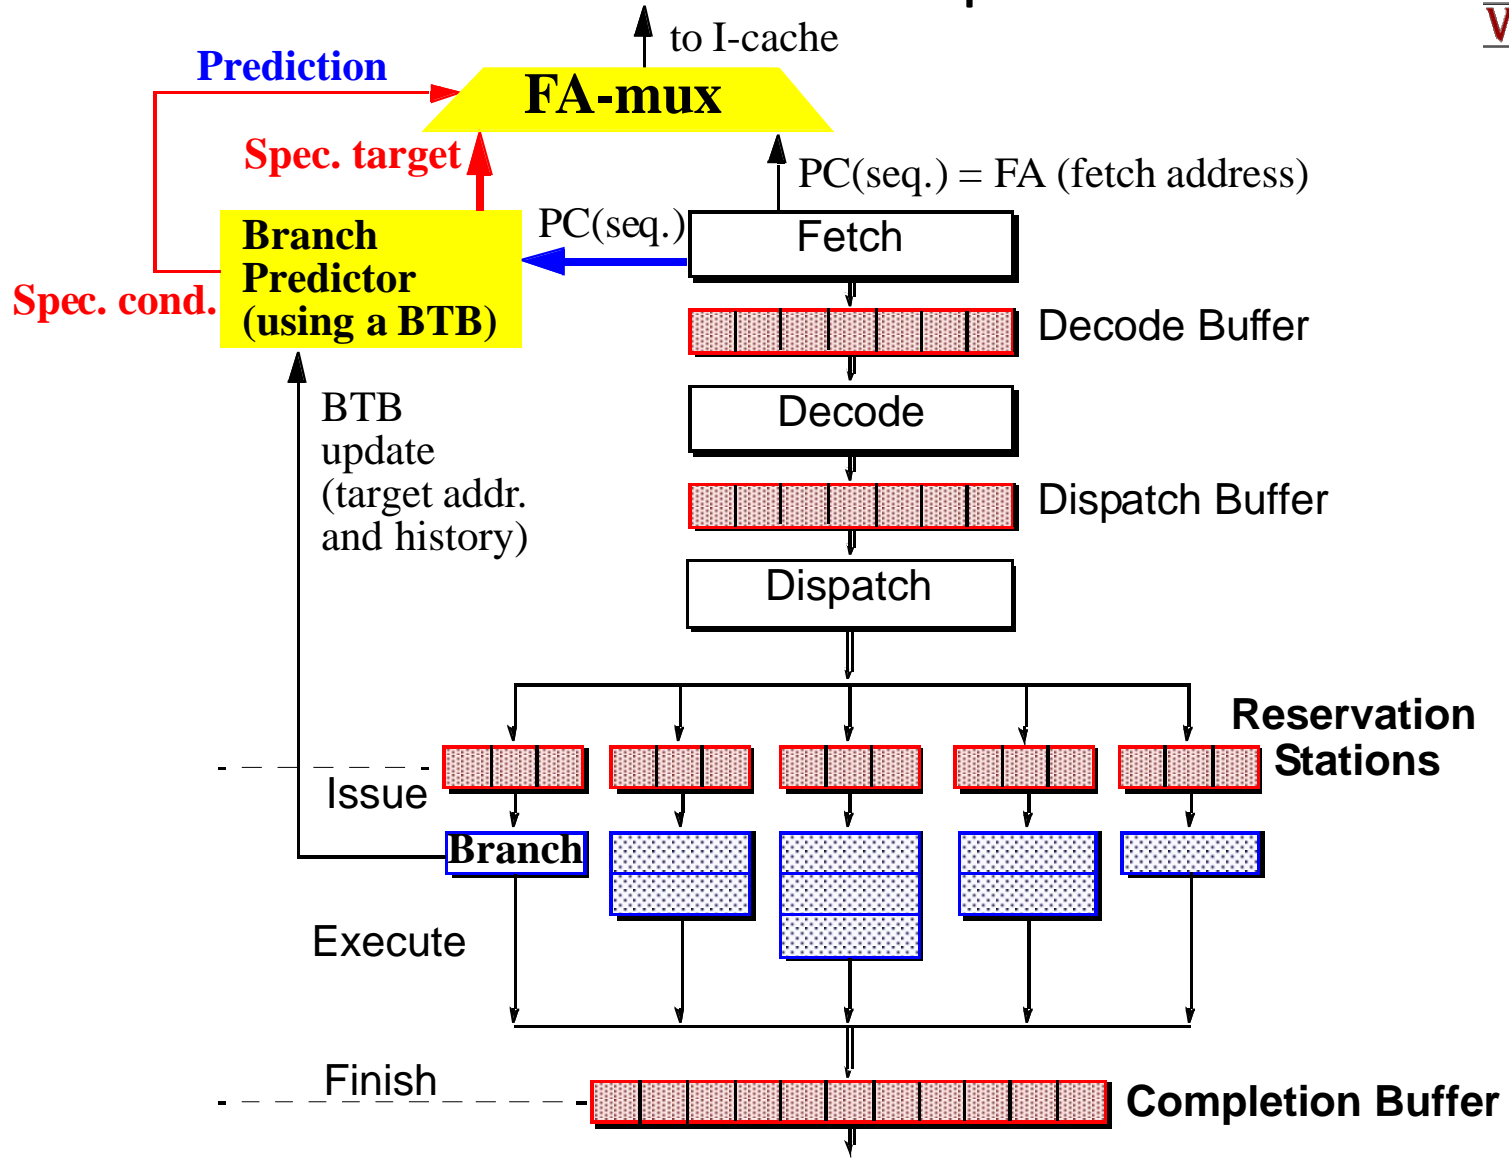 to I-cache
Prediction
FA-mux
Spec. target
PC(seq.) = FA (fetch address)
PC(seq.)
Fetch
Branch
Predictor
(using a BTB)
Spec. cond.
Decode Buffer
BTB
update
(target addr.
and history)
Decode
Dispatch Buffer
Dispatch
Reservation
Stations
Issue
Branch
Execute
Finish
Completion Buffer